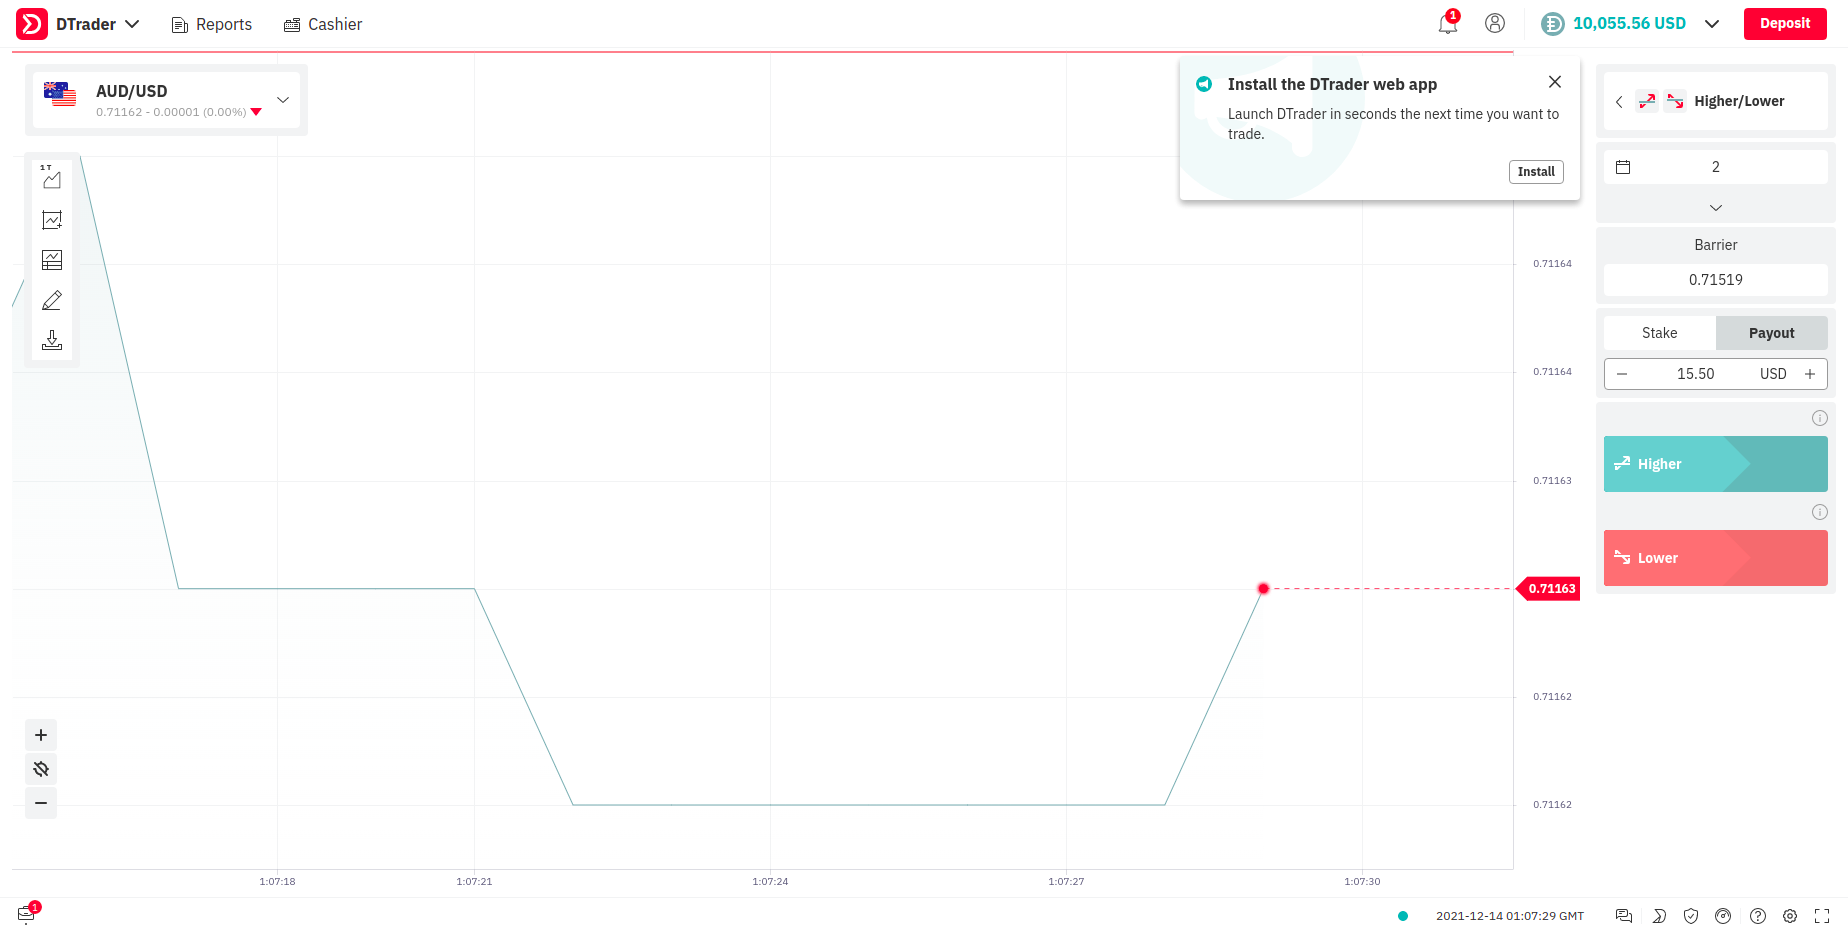 DTrader
Reports
Cashier
1
10,055.56 USD
Deposit
AUD/USD
0.71162 - 0.00001 (0.00%)
Install the DTrader web app
Launch DTrader in seconds the next time you want to
trade.
Install
Higher/Lower
2
Barrier
0.71519
Stake
Payout
15.50
USD
Higher
Lower
1T
0.71164
0.71164
0.71163
0.71163
0.71162
0.71162
1:07:18
1:07:21
1:07:24
1:07:27
1:07:30
1
2021-12-14 01:07:29 GMT